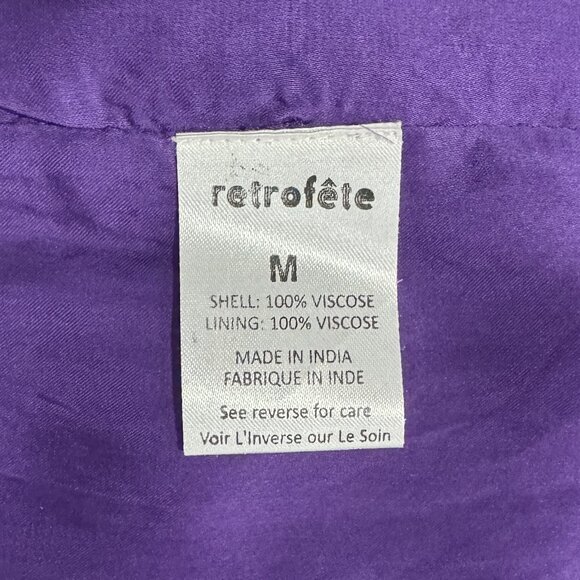 retrofête
M
SHELL: 100% VISCOSE
LINING: 100% VISCOSE
MADE IN INDIA
FABRIQUE IN INDE
See reverse for care
Voir L'Inverse our Le Soin